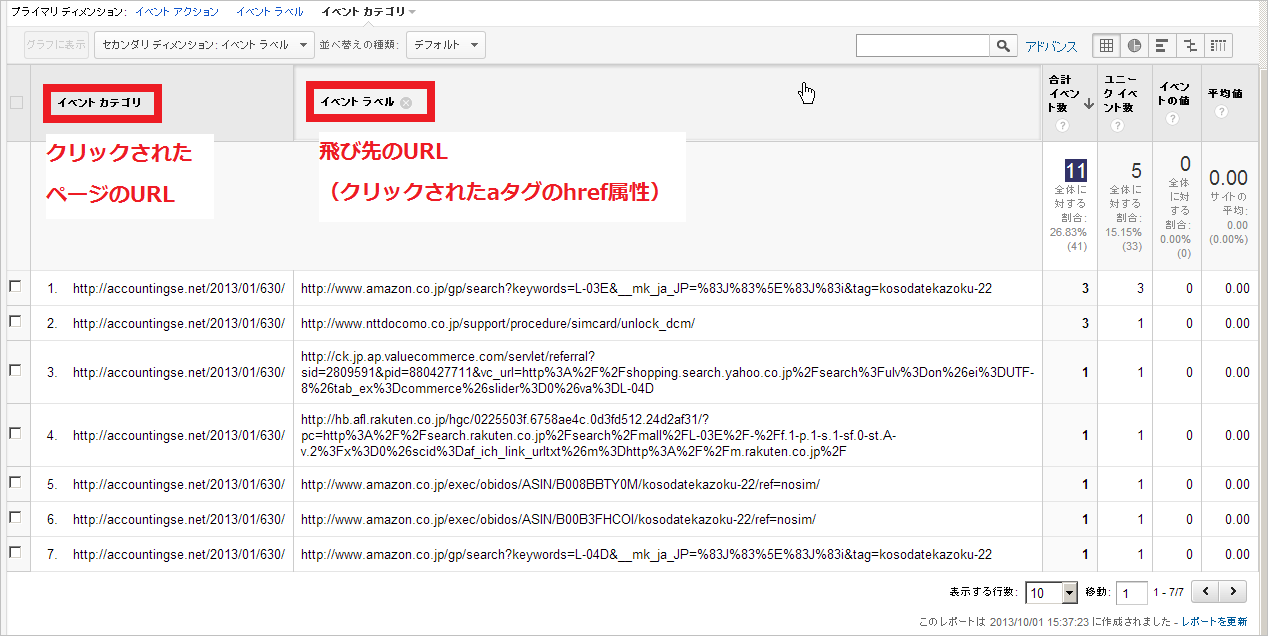 プライマリ ディメンション: イベント アクション イベント ラベル イベント カテゴリ
グラフに表示 セカンダリ ディメンション: イベント ラベル 並べ替えの種類: デフォルト アドバンス
イベント カテゴリ イベント ラベル 合計 イベント数 ? ユニーク イベント数 ? イベントの値 ? 平均値 ?
クリックされた
ページのURL
飛び先のURL
（クリックされたaタグのhref属性）
11
全体に
対する
割合:
26.83%
(41)
5
全体に
対する
割合:
15.15%
(33)
0
全体
に対
する
割合:
0.00%
(0)
0.00
サイトの
平均:
0.00
(0.00%)
1. http://accountingse.net/2013/01/630/ http://www.amazon.co.jp/gp/search?keywords=L-03E&__mk_ja_JP=%83J%83%5E%83J%83i&tag=kosodatekazoku-22 3 3 0 0.00
2. http://accountingse.net/2013/01/630/ http://www.nttdocomo.co.jp/support/procedure/simcard/unlock_dcm/ 3 1 0 0.00
http://ck.jp.ap.valuecommerce.com/servlet/referral?
3. http://accountingse.net/2013/01/630/ sid=2809591&pid=880427711&vc_url=http%3A%2F%2Fshopping.search.yahoo.co.jp%2Fsearch%3Fulv%3Don%26ei%3DUTF- 1 1 0 0.00
8%26tab_ex%3Dcommerce%26slider%3D0%26va%3DL-04D
http://hb.afl.rakuten.co.jp/hgc/0225503f.6758ae4c.0d3fd512.24d2af31/?
4. http://accountingse.net/2013/01/630/ pc=http%3A%2F%2Fsearch.rakuten.co.jp%2Fsearch%2Fmall%2FL-03E%2F-%2Ff.1-p.1-s.1-sf.0-st.A- 1 1 0 0.00
v.2%3Fx%3D0%26scid%3Daf_ich_link_urltxt%26m%3Dhttp%3A%2F%2Fm.rakuten.co.jp%2F
5. http://accountingse.net/2013/01/630/ http://www.amazon.co.jp/exec/obidos/ASIN/B008BBTY0M/kosodatekazoku-22/ref=nosim/ 1 1 0 0.00
6. http://accountingse.net/2013/01/630/ http://www.amazon.co.jp/exec/obidos/ASIN/B00B3FHCOI/kosodatekazoku-22/ref=nosim/ 1 1 0 0.00
7. http://accountingse.net/2013/01/630/ http://www.amazon.co.jp/gp/search?keywords=L-04D&__mk_ja_JP=%83J%83%5E%83J%83i&tag=kosodatekazoku-22 1 1 0 0.00
表示する行数: 10 移動: 1 1 - 7/7
このレポートは 2013/10/01 15:37:23 に作成されました - レポートを更新